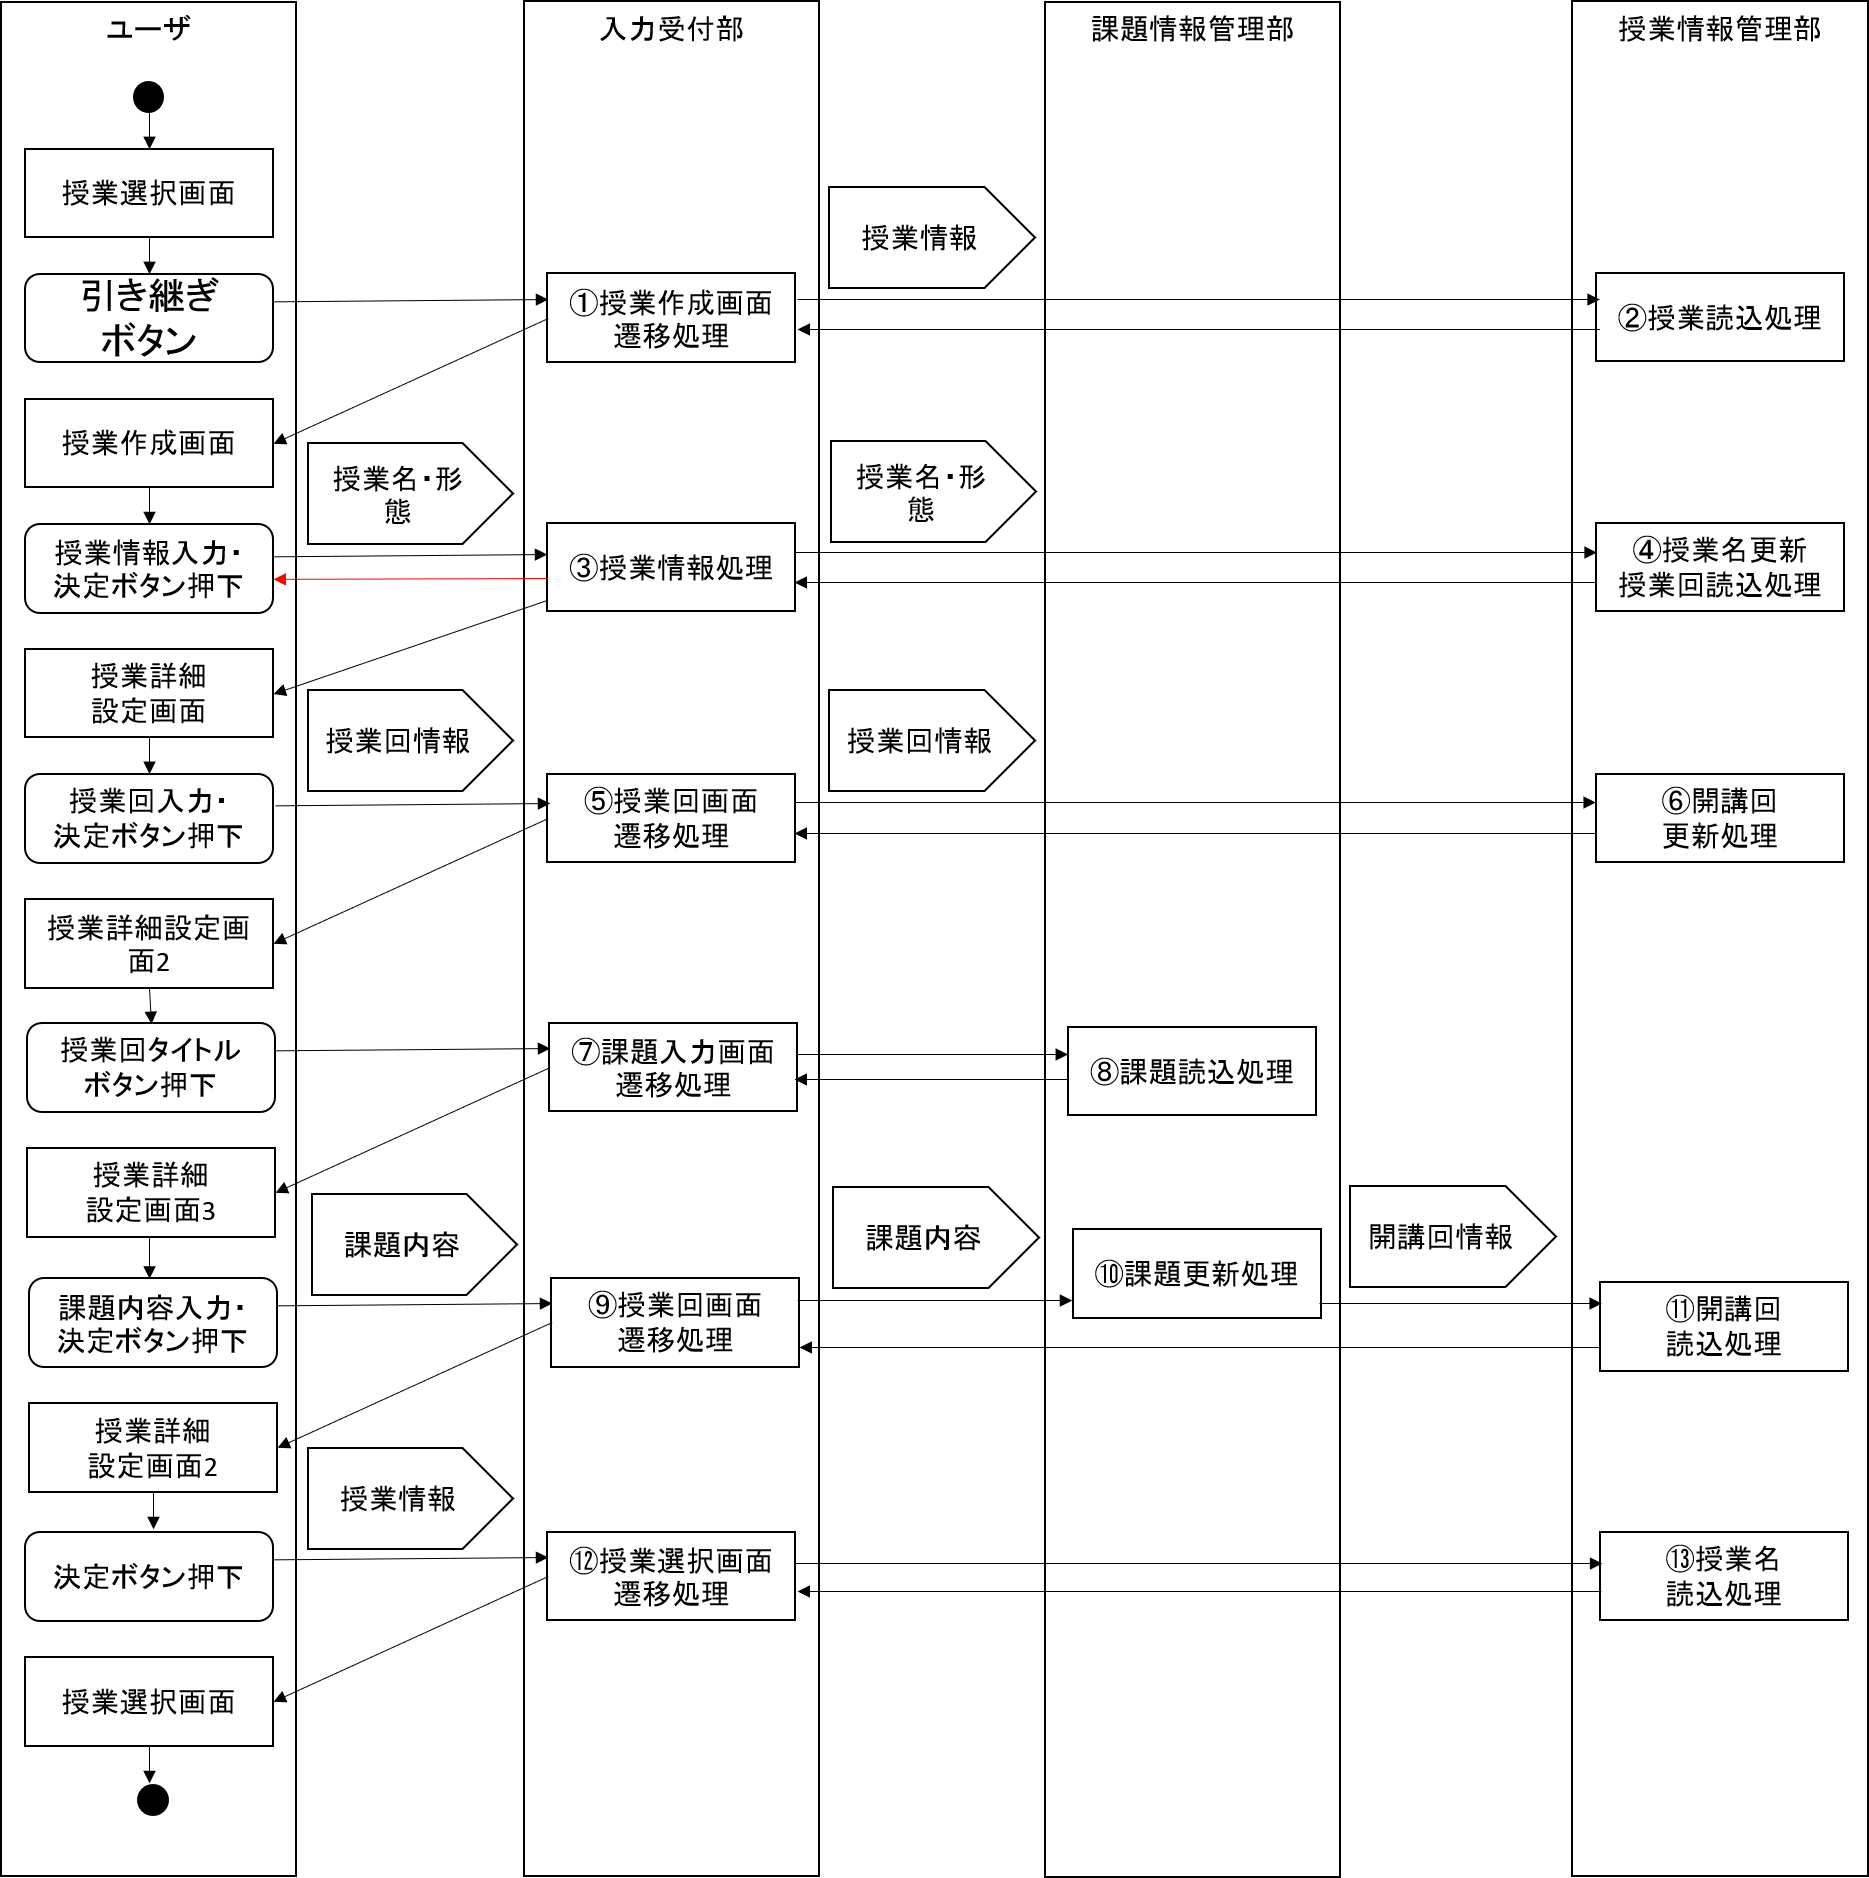 ユーザ
入力受付部
課題情報管理部
授業情報管理部
授業選択画面
授業情報
引き継ぎ
ボタン
①授業作成画面
遷移処理
②授業読込処理
授業作成画面
授業名・形
態
授業名・形
態
授業情報入力・
決定ボタン押下
③授業情報処理
④授業名更新
授業回読込処理
授業詳細
設定画面
授業回情報
授業回情報
授業回入力・
決定ボタン押下
⑤授業回画面
遷移処理
⑥開講回
更新処理
授業詳細設定画
面2
授業回タイトル
ボタン押下
⑦課題入力画面
遷移処理
⑧課題読込処理
授業詳細
設定画面3
課題内容
課題内容
⑩課題更新処理
開講回情報
課題内容入力・
決定ボタン押下
⑨授業回画面
遷移処理
⑪開講回
読込処理
授業詳細
設定画面2
授業情報
決定ボタン押下
⑫授業選択画面
遷移処理
⑬授業名
読込処理
授業選択画面